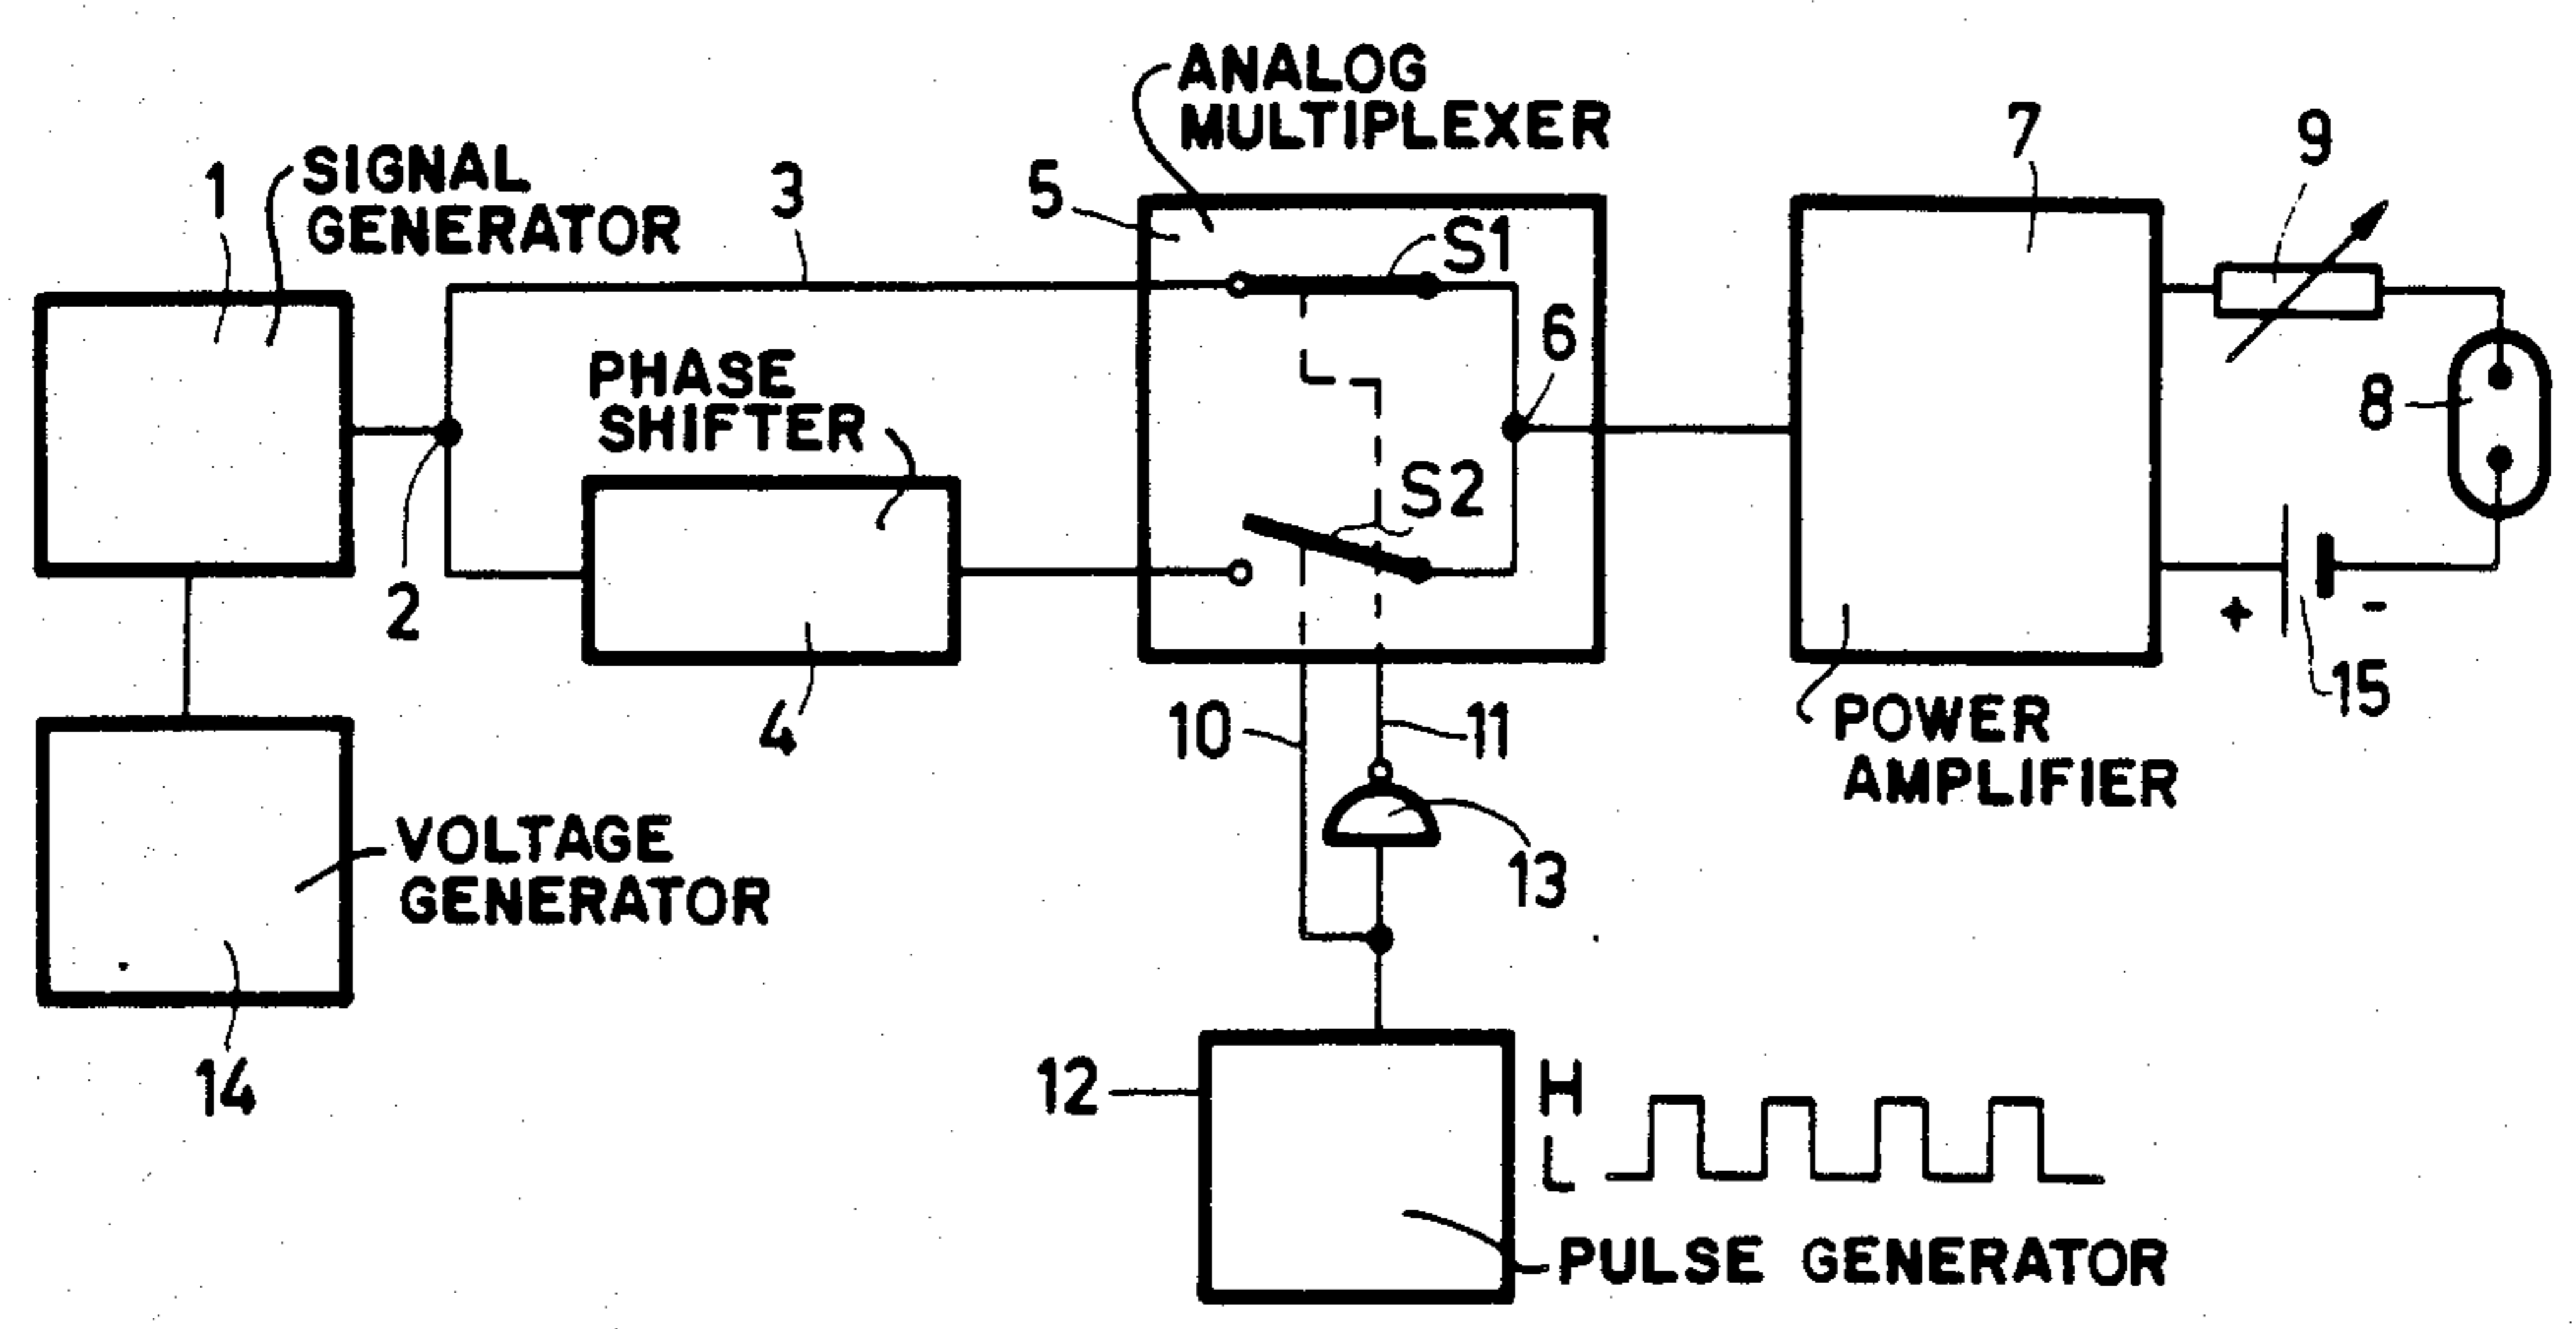 ANALOG
MULTIPLEXER
1
SIGNAL
GENERATOR
3
5
S1
7
9
PHASE
SHIFTER
6
8
S2
2
4
10
11
+
-
15
POWER
AMPLIFIER
VOLTAGE
GENERATOR
13
14
12
H
L
PULSE GENERATOR